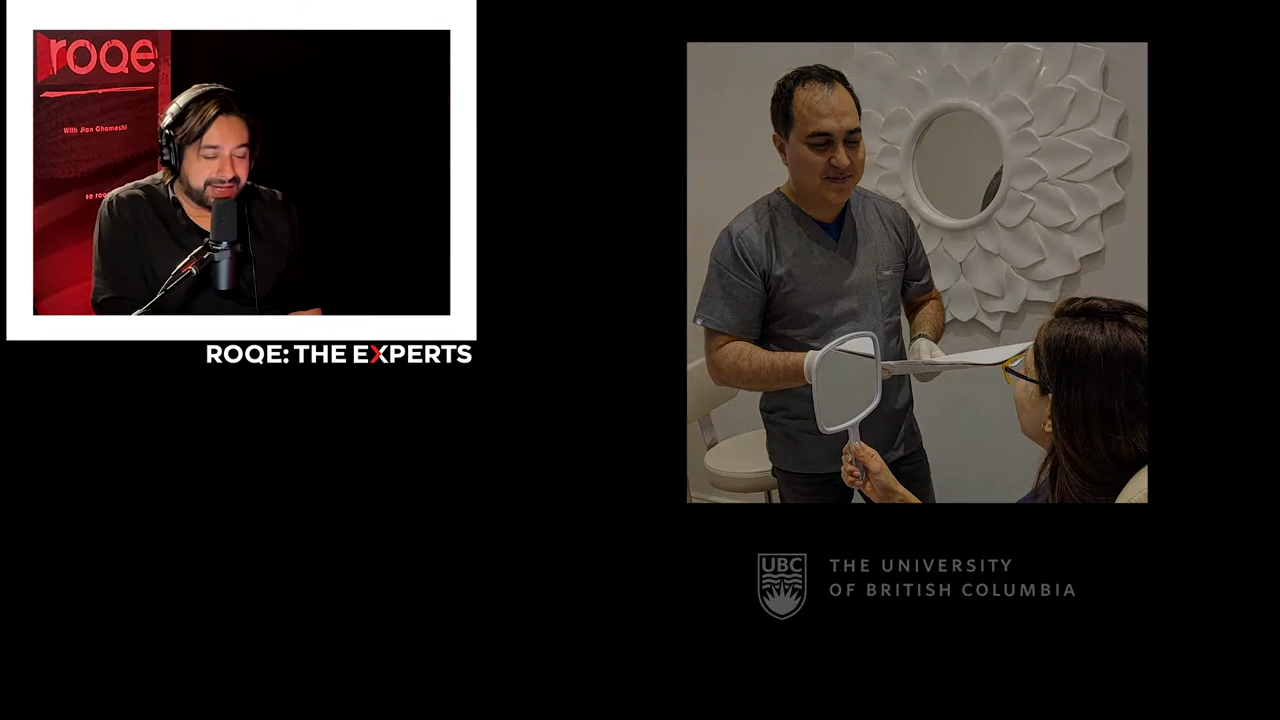 roqe
With Jian Ghomeshi
ROQE: THE EXPERTS
UBC
THE UNIVERSITY
OF BRITISH COLUMBIA